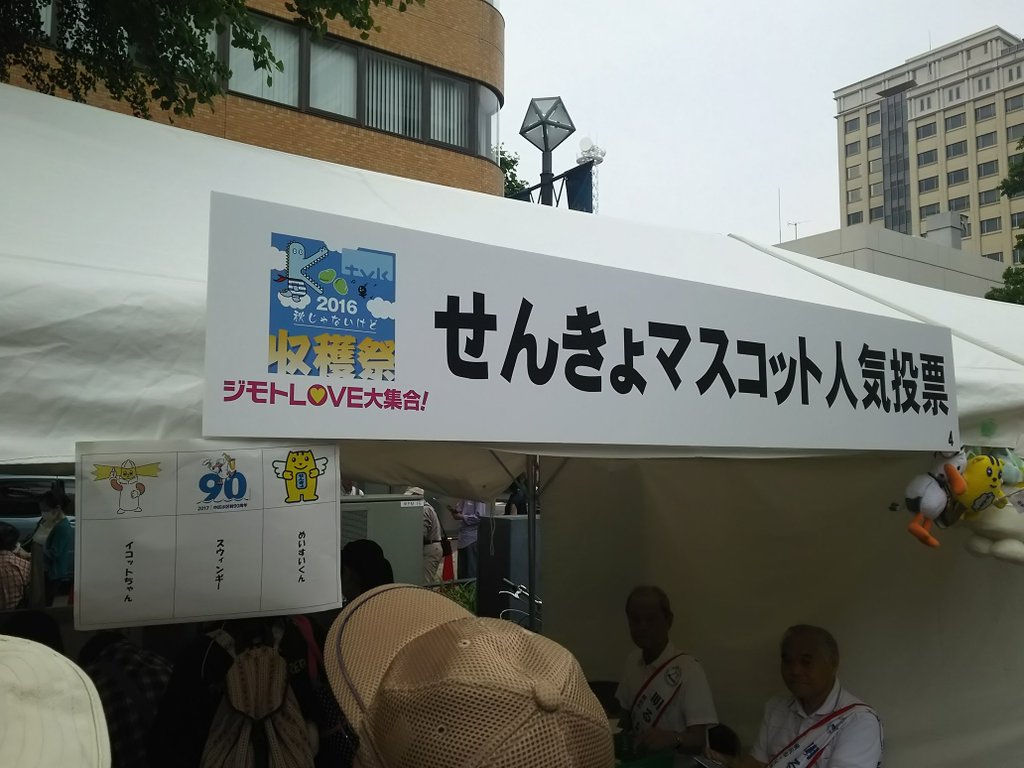 tvk
2016
秋じゃないけど
収穫祭
ジモトLOVE大集合!
せんきょマスコット人気投票
4
90
イコットちゃん
スウィンギー
めいすいくん